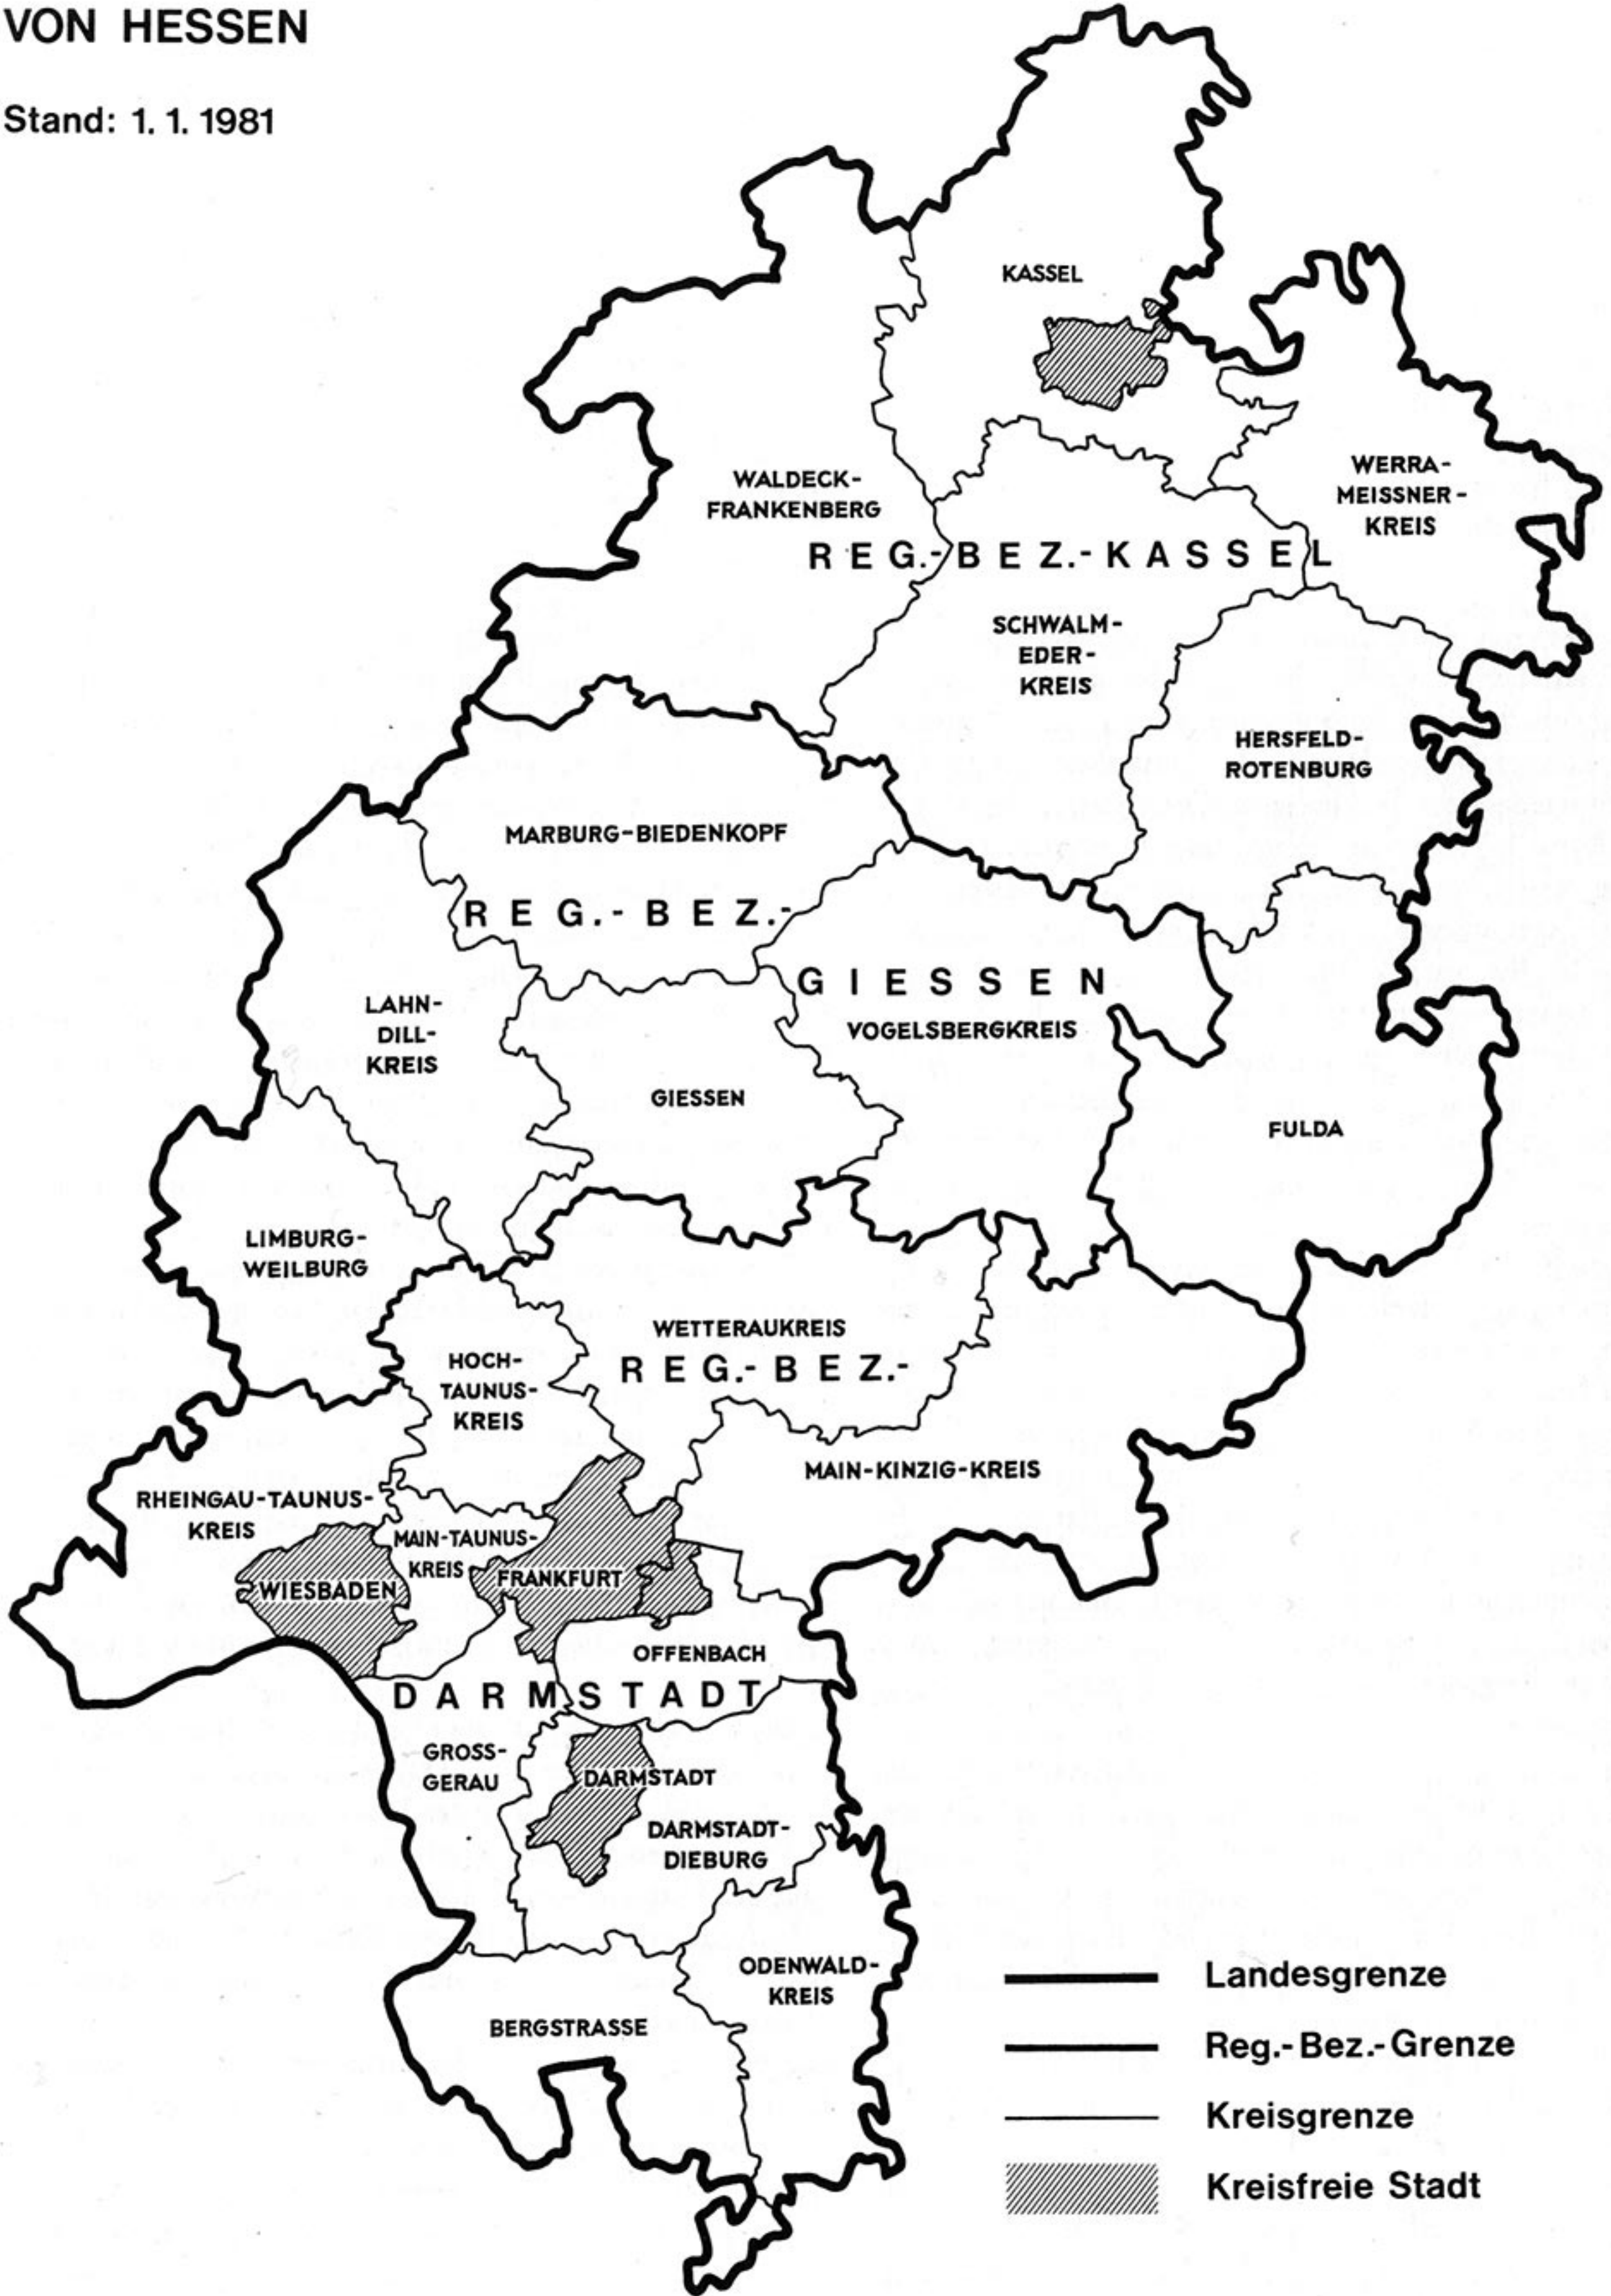 VON HESSEN
Stand: 1. 1. 1981
KASSEL
WALDECK-
FRANKENBERG
WERRA-
MEISSNER-
KREIS
REG.-BEZ.-KASSEL
SCHWALM-
EDER-
KREIS
HERSFELD-
ROTENBURG
MARBURG-BIEDENKOPF
REG.-BEZ.-
GIESSEN
LAHN-
DILL-
KREIS
VOGELSBERGKREIS
GIESSEN
FULDA
LIMBURG-
WEILBURG
WETTERAUKREIS
REG.-BEZ.-
HOCH-
TAUNUS-
KREIS
MAIN-KINZIG-KREIS
RHEINGAU-TAUNUS-
KREIS
MAIN-TAUNUS-
KREIS
FRANKFURT
WIESBADEN
OFFENBACH
DARMSTADT
GROSS-
GERAU
DARMSTADT
DARMSTADT-
DIEBURG
ODENWALD-
KREIS
BERGSTRASSE
Landesgrenze
Reg.-Bez.-Grenze
Kreisgrenze
Kreisfreie Stadt